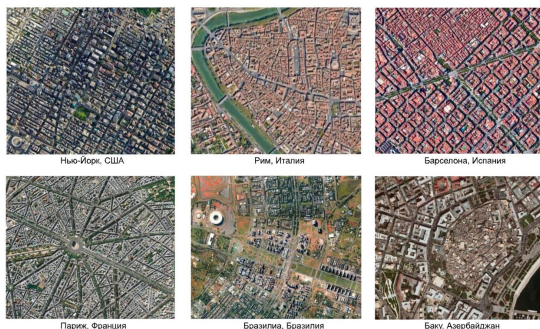 Нью-Йорк, США
Рим, Италия
Барселона, Испания
Париж, Франция
Бразилиа, Бразилия
Баку, Азербайджан